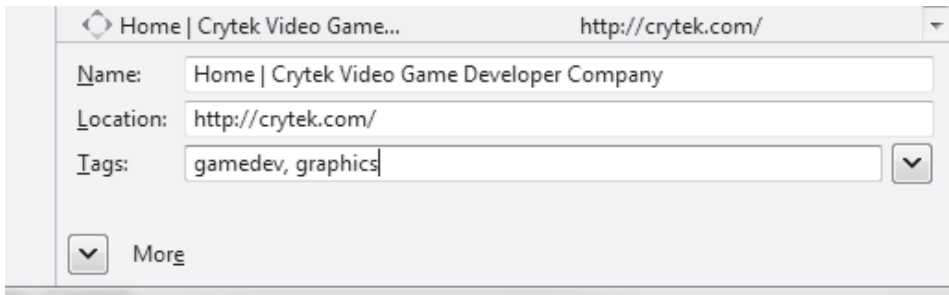 Home | Crytek Video Game... http://crytek.com/
Name: Home | Crytek Video Game Developer Company
Location: http://crytek.com/
Tags: gamedev, graphics
More